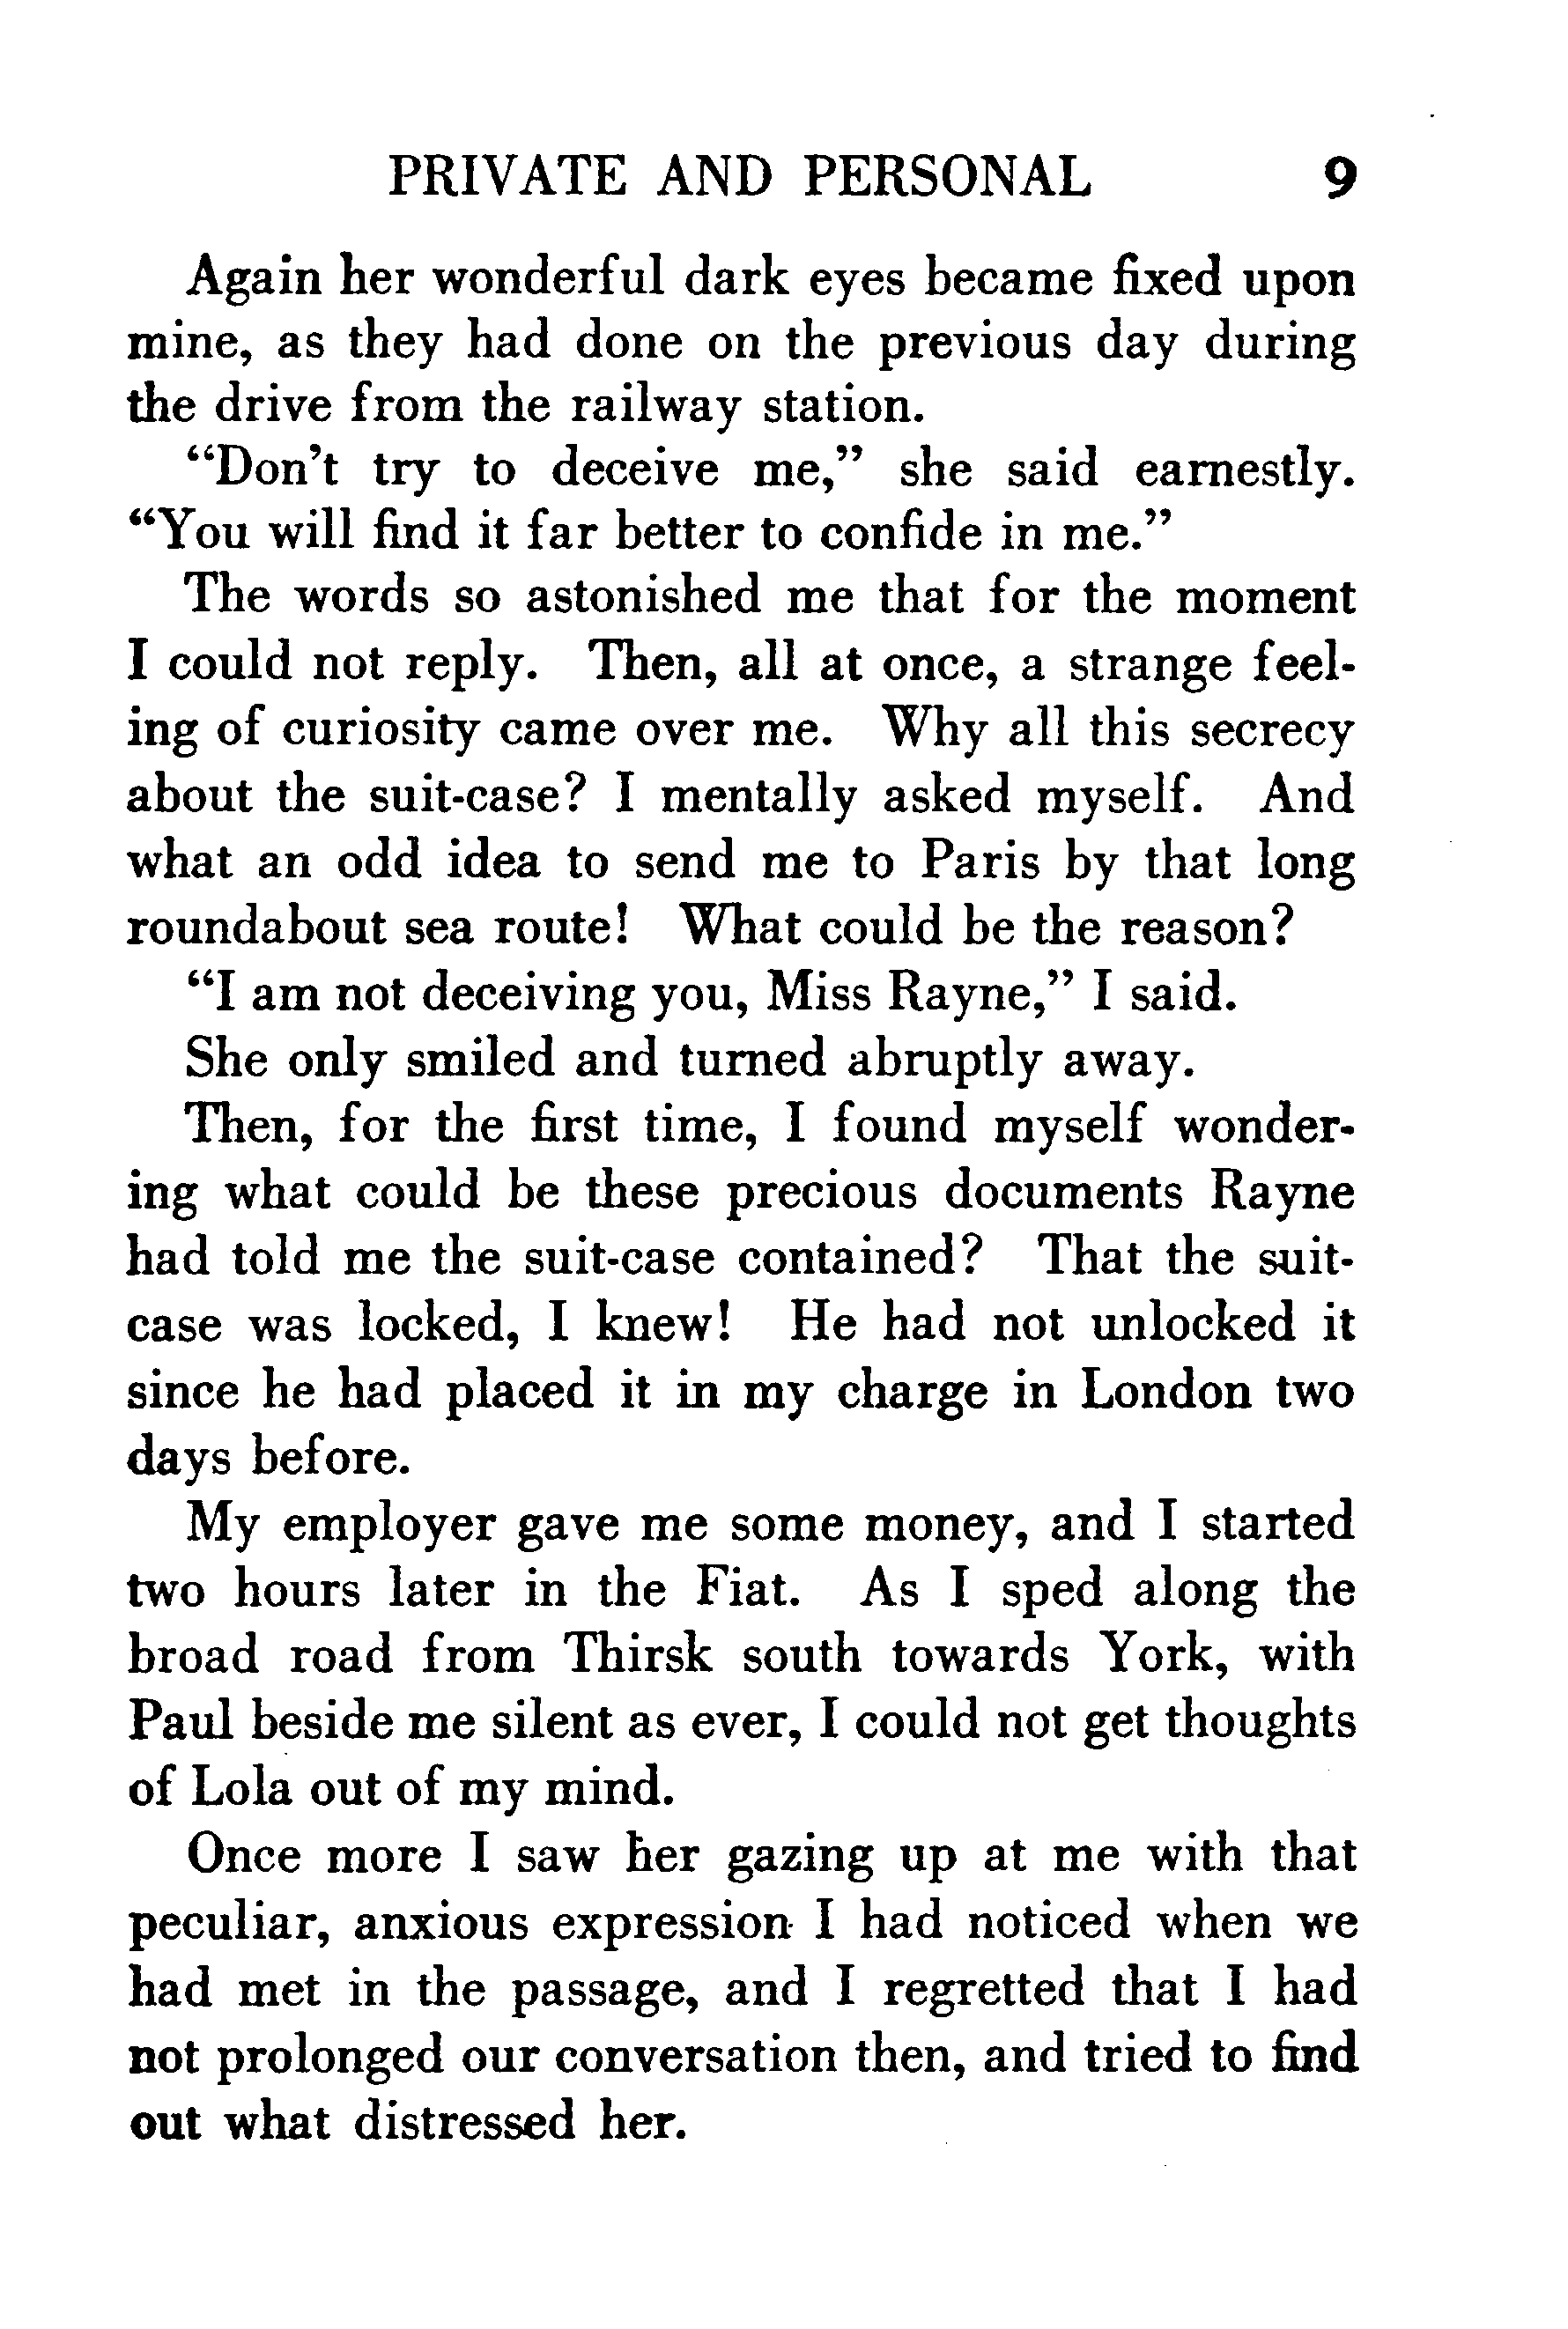 PRIVATE AND PERSONAL 9
Again her wonderful dark eyes became fixed upon
mine, as they had done on the previous day during
the drive from the railway station.
“Don’t try to deceive me,” she said earnestly.
“You will find it far better to confide in me.”
The words so astonished me that for the moment
I could not reply. Then, all at once, a strange feel-
ing of curiosity came over me. Why all this secrecy
about the suit-case? I mentally asked myself. And
what an odd idea to send me to Paris by that long
roundabout sea route! What could be the reason?
“I am not deceiving you, Miss Rayne,” I said.
She only smiled and turned abruptly away.
Then, for the first time, I found myself wonder-
ing what could be these precious documents Rayne
had told me the suit-case contained? That the suit-
case was locked, I knew! He had not unlocked it
since he had placed it in my charge in London two
days before.
My employer gave me some money, and I started
two hours later in the Fiat. As I sped along the
broad road from Thirsk south towards York, with
Paul beside me silent as ever, I could not get thoughts
of Lola out of my mind.
Once more I saw her gazing up at me with that
peculiar, anxious expression I had noticed when we
had met in the passage, and I regretted that I had
not prolonged our conversation then, and tried to find
out what distressed her.